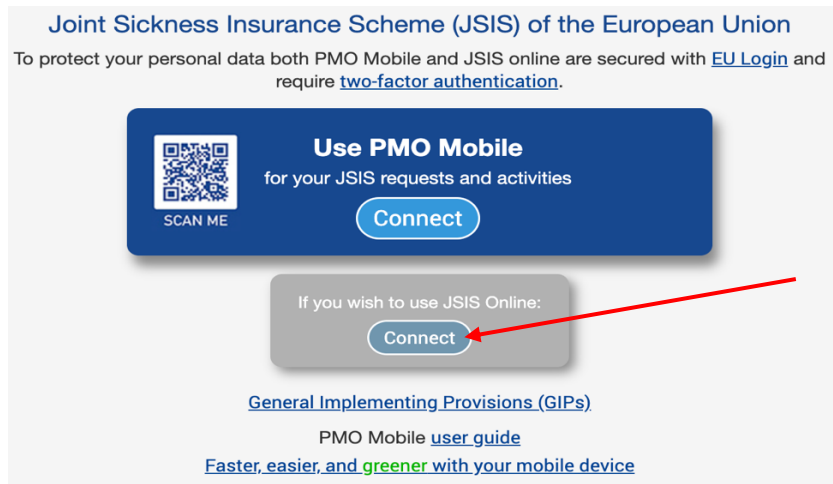 Joint Sickness Insurance Scheme (JSIS) of the European Union
To protect your personal data both PMO Mobile and JSIS online are secured with EU Login and
require two-factor authentication.
SCAN ME
Use PMO Mobile
for your JSIS requests and activities
Connect
If you wish to use JSIS Online:
Connect
General Implementing Provisions (GIPs)
PMO Mobile user guide
Faster, easier, and greener with your mobile device